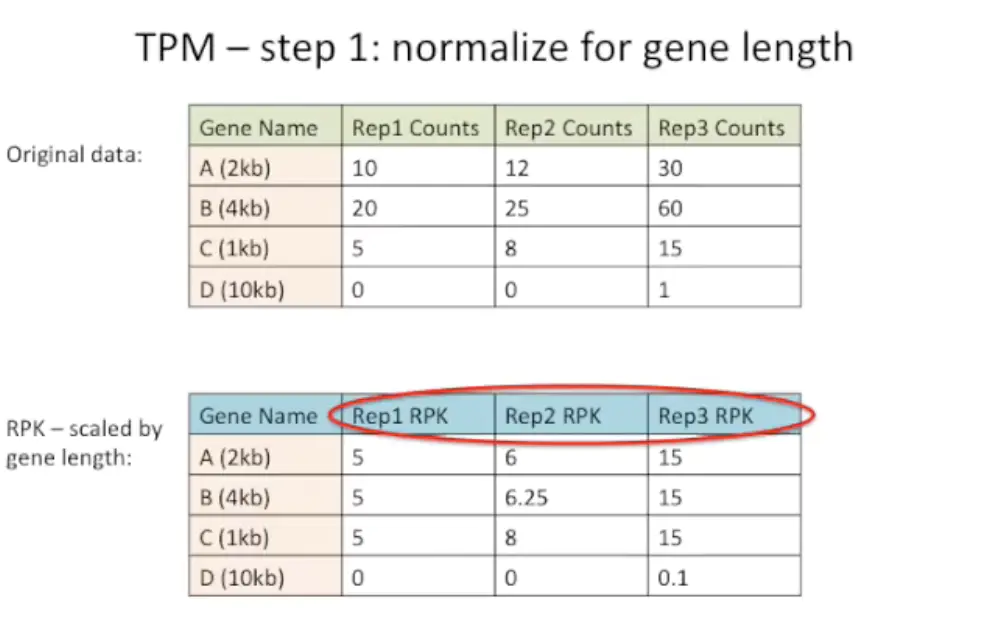 TPM – step 1: normalize for gene length
Original data:
Gene Name Rep1 Counts Rep2 Counts Rep3 Counts
A (2kb) 10 12 30
B (4kb) 20 25 60
C (1kb) 5 8 15
D (10kb) 0 0 1
RPK – scaled by
gene length:
Gene Name Rep1 RPK Rep2 RPK Rep3 RPK
A (2kb) 5 6 15
B (4kb) 5 6.25 15
C (1kb) 5 8 15
D (10kb) 0 0 0.1